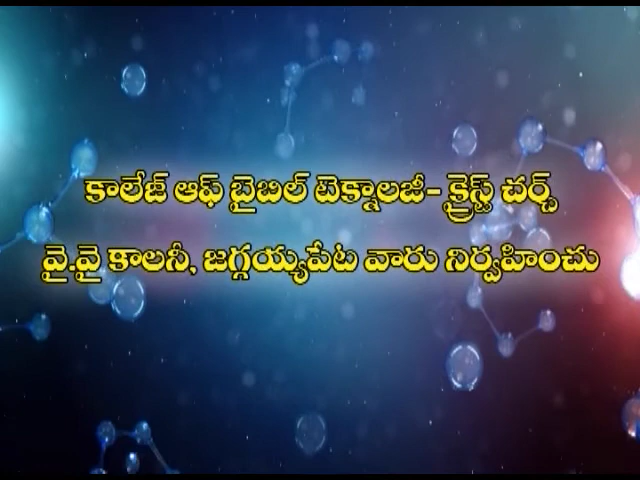 కాలేజ్ ఆఫ్ బైబిల్ టెక్నాలజీ- క్రైస్ట్ చర్చ్
వై.వై కాలనీ, జగ్గయ్యపేట వారు నిర్వహించు